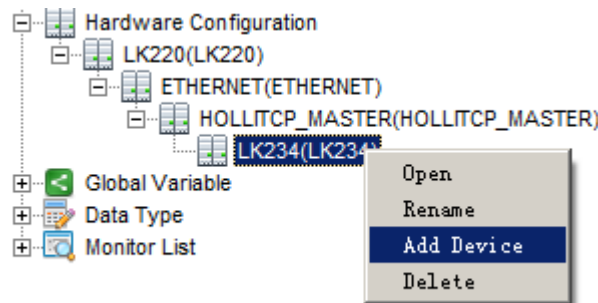 Hardware Configuration
LK220(LK220)
ETHERNET(ETHERNET)
HOLLITCP_MASTER(HOLLITCP_MASTER)
LK234(LK234)
Open
Global Variable
Rename
Data Type
Add Device
Monitor List
Delete